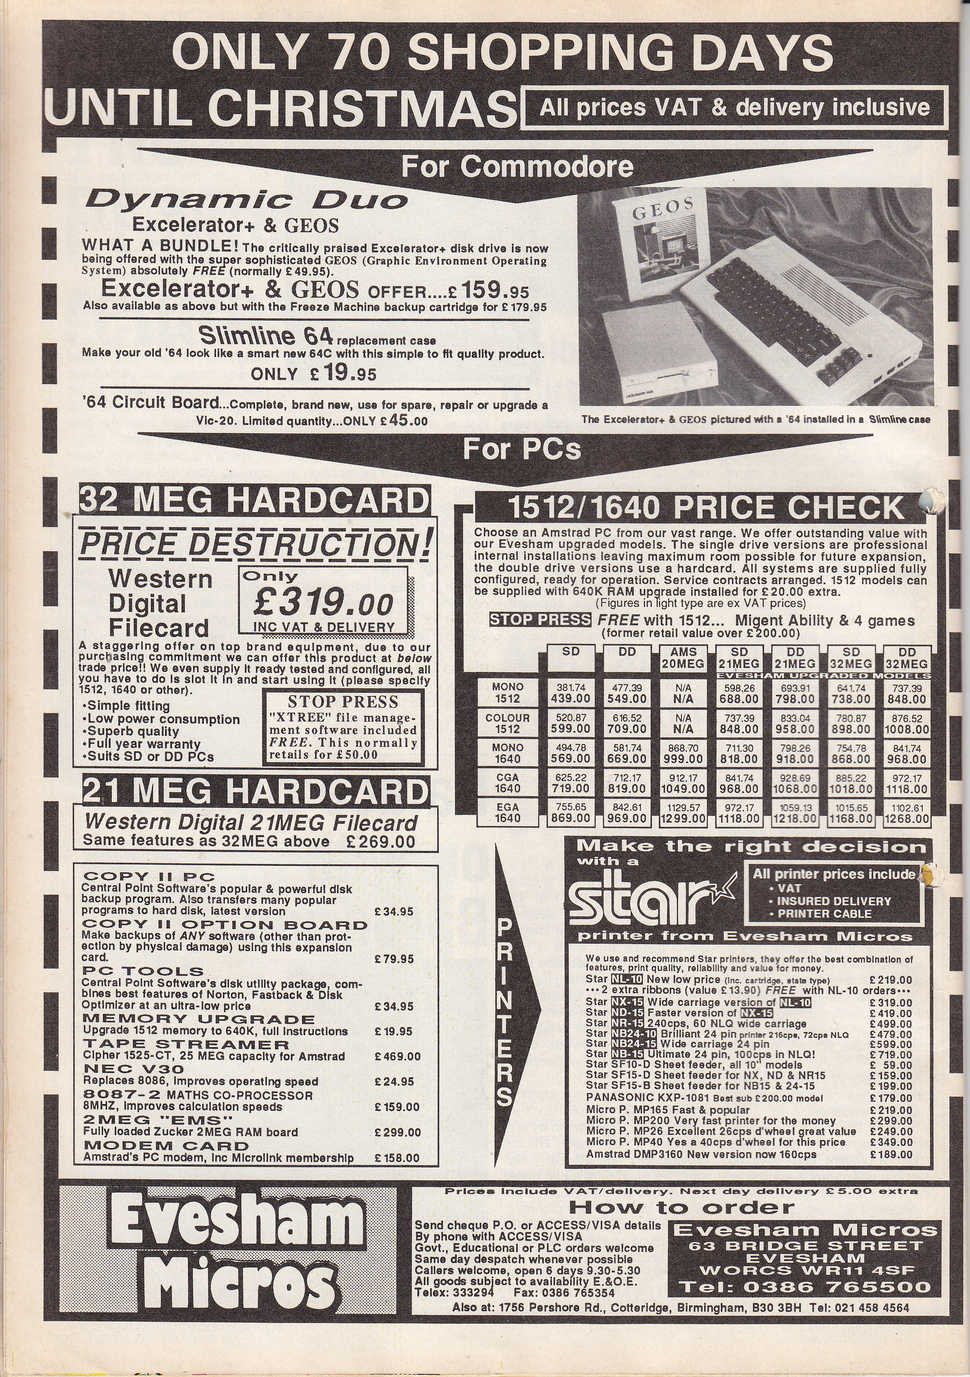 ONLY 70 SHOPPING DAYS
UNTIL CHRISTMAS
All prices VAT & delivery inclusive
For Commodore
Dynamic Duo
Excelerator+ & GEOS
WHAT A BUNDLE! The critically praised Excelerator+ disk drive is now
being offered with the super sophisticated GEOS (Graphic Environment Operating
System) absolutely FREE (normally £49.95).
Excelerator+ & GEOS OFFER....£159.95
Also available as above but with the Freeze Machine backup cartridge for £179.95
Slimline 64 replacement case
Make your old '64 look like a smart new 64C with this simple to fit quality product.
ONLY £19.95
'64 Circuit Board...Complete, brand new, use for spare, repair or upgrade a
Vic-20. Limited quantity...ONLY £45.00
GEOS
The Excelerator+ & GEOS pictured with a '64 installed in a Slimline case
For PCs
32 MEG HARDCARD
PRICE DESTRUCTION!
Western
Digital
Filecard
Only
£319.00
INC VAT & DELIVERY
A staggering offer on top brand equipment, due to our
purchasing commitment we can offer this product at below
trade price!! We even supply it ready tested and configured, all
you have to do is slot it in and start using it (please specify
1512, 1640 or other).
•Simple fitting
•Low power consumption
•Superb quality
•Full year warranty
•Suits SD or DD PCs
STOP PRESS
"XTREE" file manage-
ment software included
FREE. This normally
retails for £50.00
21 MEG HARDCARD
Western Digital 21MEG Filecard
Same features as 32MEG above £269.00
COPY II PC
Central Point Software's popular & powerful disk
backup program. Also transfers many popular
programs to hard disk, latest version £34.95
COPY II OPTION BOARD
Make backups of ANY software (other than prot-
ection by physical damage) using this expansion
card. £79.95
PC TOOLS
Central Point Software's disk utility package, com-
bines best features of Norton, Fastback & Disk
Optimizer at an ultra-low price £34.95
MEMORY UPGRADE
Upgrade 1512 memory to 640K, full instructions £19.95
TAPE STREAMER
Cipher 1525-CT, 25 MEG capacity for Amstrad £469.00
NEC V30
Replaces 8086, improves operating speed £24.95
8087-2 MATHS CO-PROCESSOR
8MHZ, improves calculation speeds £159.00
2MEG "EMS"
Fully loaded Zucker 2MEG RAM board £299.00
MODEM CARD
Amstrad's PC modem, inc Microlink membership £158.00
1512/1640 PRICE CHECK
Choose an Amstrad PC from our vast range. We offer outstanding value with
our Evesham upgraded models. The single drive versions are professional
internal installations leaving maximum room possible for future expansion,
the double drive versions use a hardcard. All systems are supplied fully
configured, ready for operation. Service contracts arranged. 1512 models can
be supplied with 640K RAM upgrade installed for £20.00 extra.
(Figures in light type are ex VAT prices)
STOP PRESS FREE with 1512... Migent Ability & 4 games
(former retail value over £200.00)
SD DD AMS 20MEG SD 21MEG DD 21MEG SD 32MEG DD 32MEG
EVESHAM UPGRADED MODELS
MONO 381.74 477.39 N/A 598.26 693.91 641.74 737.39
1512 439.00 549.00 N/A 688.00 798.00 738.00 848.00
COLOUR 520.87 616.52 N/A 737.39 833.04 780.87 876.52
1512 599.00 709.00 N/A 848.00 958.00 898.00 1008.00
MONO 494.78 581.74 868.70 711.30 798.26 754.78 841.74
1640 569.00 669.00 999.00 818.00 918.00 868.00 968.00
CGA 625.22 712.17 912.17 841.74 928.69 885.22 972.17
1640 719.00 819.00 1049.00 968.00 1068.00 1018.00 1118.00
EGA 755.65 842.61 1129.57 972.17 1059.13 1015.65 1102.61
1640 869.00 969.00 1299.00 1118.00 1218.00 1168.00 1268.00
PRINTERS
Make the right decision
with a
star
All printer prices include
• VAT
• INSURED DELIVERY
• PRINTER CABLE
printer from Evesham Micros
We use and recommend Star printers, they offer the best combination of
features, print quality, reliability and value for money.
Star NL-10 New low price (inc. cartridge, state type) £219.00
•••2 extra ribbons (value £13.90) FREE with NL-10 orders•••
Star NX-15 Wide carriage version of NL-10 £319.00
Star ND-15 Faster version of NX-15 £419.00
Star NR-15 240cps, 60 NLQ wide carriage £499.00
Star NB24-10 Brilliant 24 pin printer 216cps, 72cps NLQ £479.00
Star NB24-15 Wide carriage 24 pin £599.00
Star NB-15 Ultimate 24 pin, 100cps in NLQ! £719.00
Star SF10-D Sheet feeder, all 10" models £59.00
Star SF15-D Sheet feeder for NX, ND & NR15 £159.00
Star SF15-B Sheet feeder for NB15 & 24-15 £199.00
PANASONIC KXP-1081 Best sub £200.00 model £179.00
Micro P. MP165 Fast & popular £219.00
Micro P. MP200 Very fast printer for the money £299.00
Micro P. MP26 Excellent 26cps d'wheel great value £249.00
Micro P. MP40 Yes a 40cps d'wheel for this price £349.00
Amstrad DMP3160 New version now 160cps £189.00
Evesham
Micros
Prices include VAT/delivery. Next day delivery £5.00 extra
How to order
Send cheque P.O. or ACCESS/VISA details
By phone with ACCESS/VISA
Govt., Educational or PLC orders welcome
Same day despatch whenever possible
Callers welcome, open 6 days 9.30-5.30
All goods subject to availability E.&O.E.
Telex: 333294 Fax: 0386 765354
Evesham Micros
63 BRIDGE STREET
EVESHAM
WORCS WR11 4SF
Tel: 0386 765500
Also at: 1756 Pershore Rd., Cotteridge, Birmingham, B30 3BH Tel: 021 458 4564